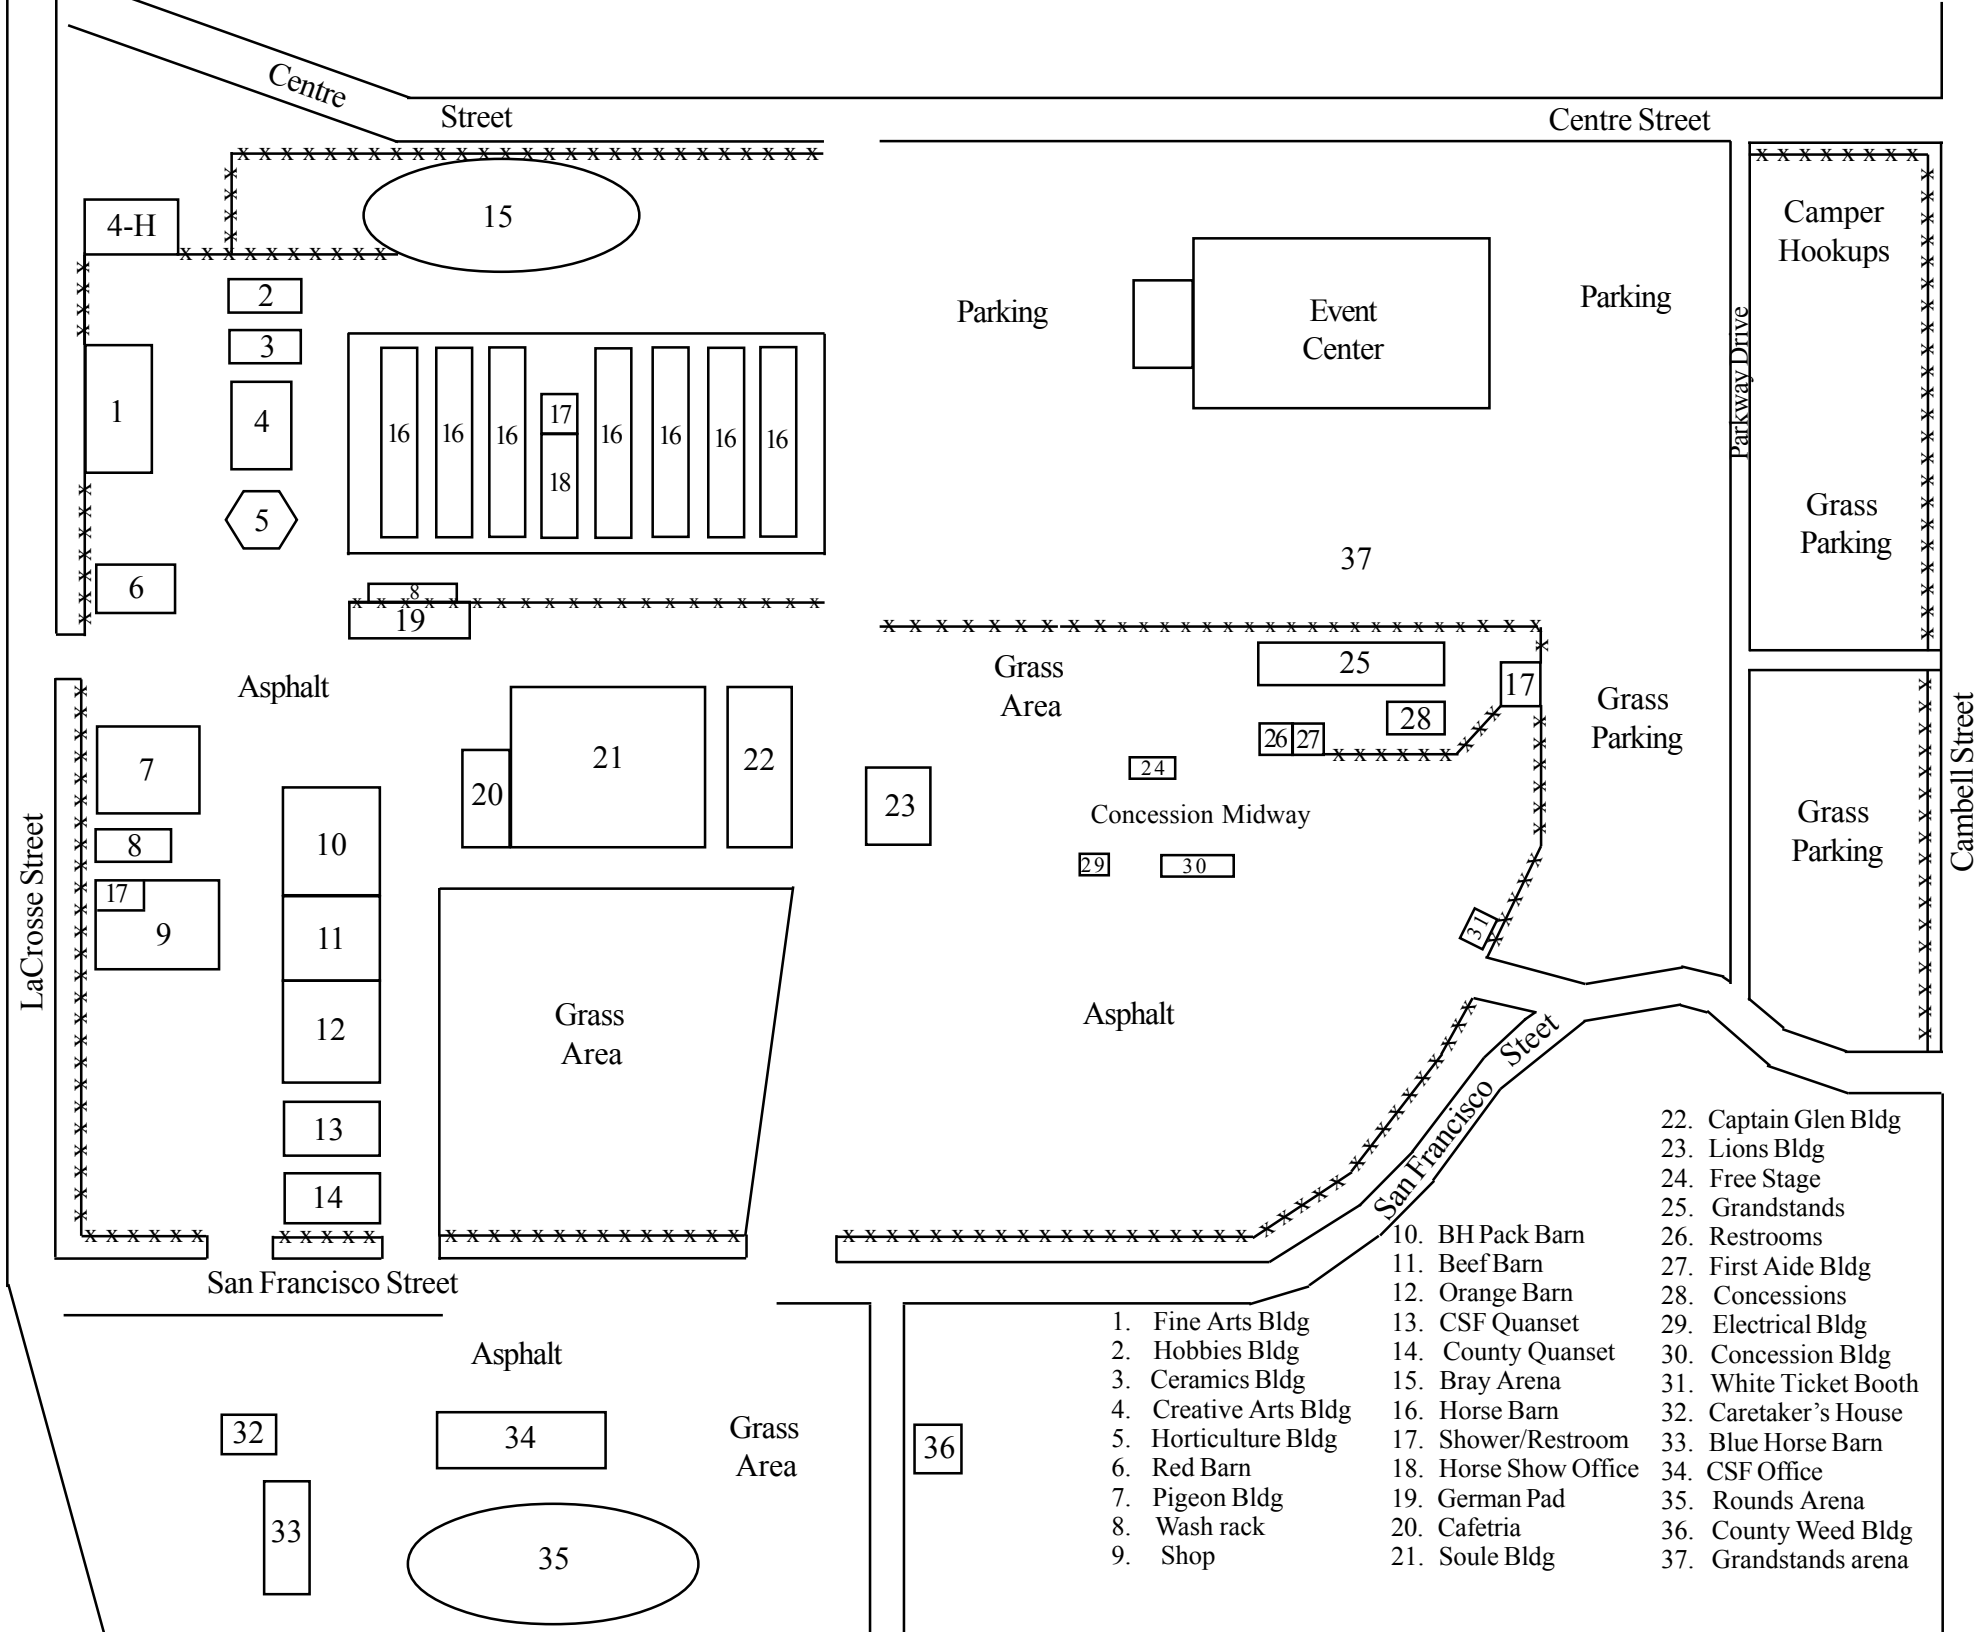 Centre
Street
Centre Street
4-H
15
Camper
Hookups
2
3
Parking
Event
Center
Parking
Parkway Drive
1
4
16
16
16
17
18
16
16
16
16
5
Grass
Parking
6
8
19
37
Asphalt
Grass
Area
25
17
28
26
27
Grass
Parking
7
20
21
22
23
24
Concession Midway
29
30
Grass
Parking
Cambell Street
LaCrosse Street
8
17
9
10
11
12
13
14
Grass
Area
Asphalt
31
San Francisco Steet
San Francisco Street
Asphalt
32
34
Grass
Area
36
33
35
1. Fine Arts Bldg
2. Hobbies Bldg
3. Ceramics Bldg
4. Creative Arts Bldg
5. Horticulture Bldg
6. Red Barn
7. Pigeon Bldg
8. Wash rack
9. Shop
10. BH Pack Barn
11. Beef Barn
12. Orange Barn
13. CSF Quanset
14. County Quanset
15. Bray Arena
16. Horse Barn
17. Shower/Restroom
18. Horse Show Office
19. German Pad
20. Cafetria
21. Soule Bldg
22. Captain Glen Bldg
23. Lions Bldg
24. Free Stage
25. Grandstands
26. Restrooms
27. First Aide Bldg
28. Concessions
29. Electrical Bldg
30. Concession Bldg
31. White Ticket Booth
32. Caretaker’s House
33. Blue Horse Barn
34. CSF Office
35. Rounds Arena
36. County Weed Bldg
37. Grandstands arena